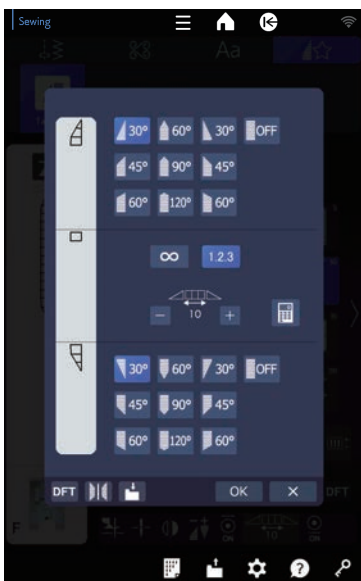 Sewing
Aa
30° 60° 30° OFF
45° 90° 45°
60° 120° 60°
∞ 1.2.3
− 10 +
30° 60° 30° OFF
45° 90° 45°
60° 120° 60°
DFT OK ×
DFT
F
10
?